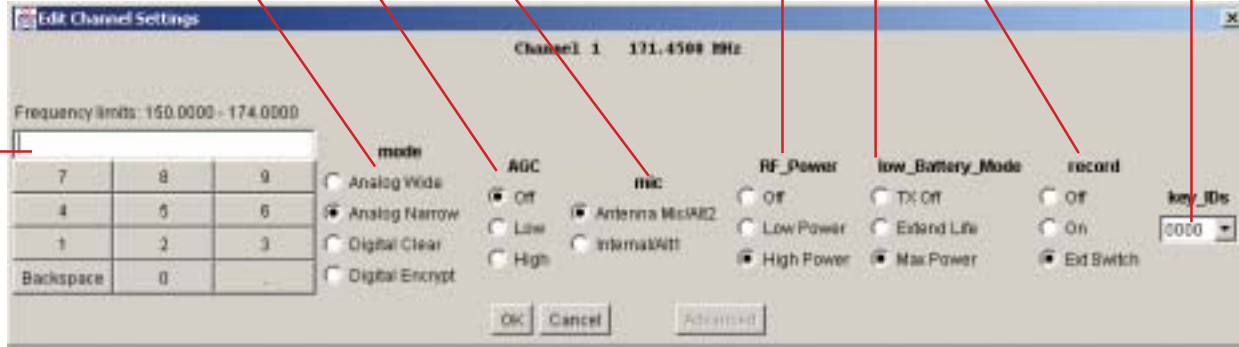 Edit Channel Settings
Channel 1 171.4500 MHz
Frequency limits: 150.0000 - 174.0000
7 8 9
4 5 6
1 2 3
Backspace 0 .
mode
Analog Wide
Analog Narrow
Digital Clear
Digital Encrypt
AGC
Off
Low
High
mic
Antenna Mic/Alt2
Internal/Alt1
RF_Power
Off
Low Power
High Power
low_Battery_Mode
TX Off
Extend Life
Max Power
record
Off
On
Ext Switch
key_IDs
0000
OK Cancel Advanced